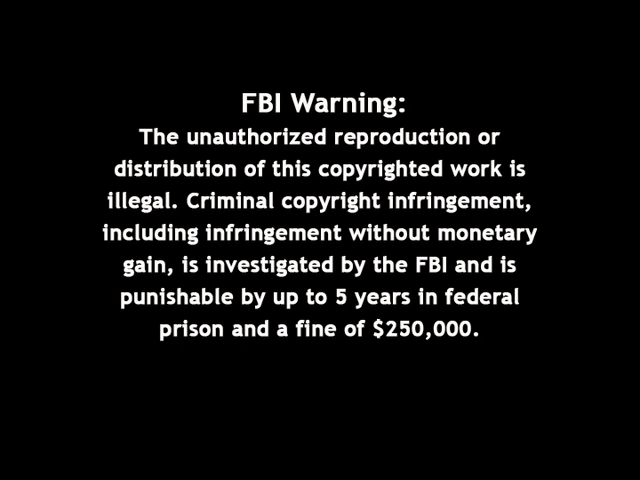 FBI Warning:
The unauthorized reproduction or
distribution of this copyrighted work is
illegal. Criminal copyright infringement,
including infringement without monetary
gain, is investigated by the FBI and is
punishable by up to 5 years in federal
prison and a fine of $250,000.